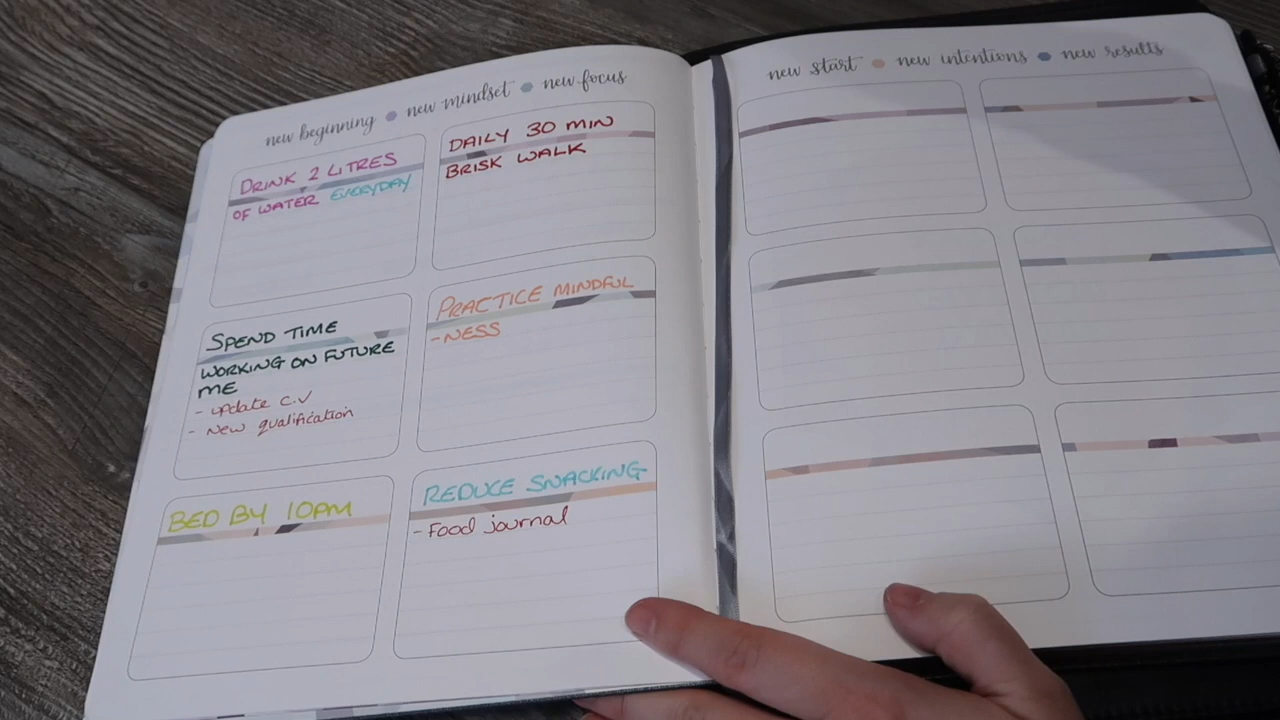 new beginning new mindset new focus
DRINK 2 LITRES
OF WATER EVERYDAY
DAILY 30 MIN
BRISK WALK
SPEND TIME
WORKING ON FUTURE
ME
- update C.V
- New qualification
PRACTICE MINDFUL
-NESS
BED BY 10PM
REDUCE SNACKING
- Food journal
new start new intentions new results